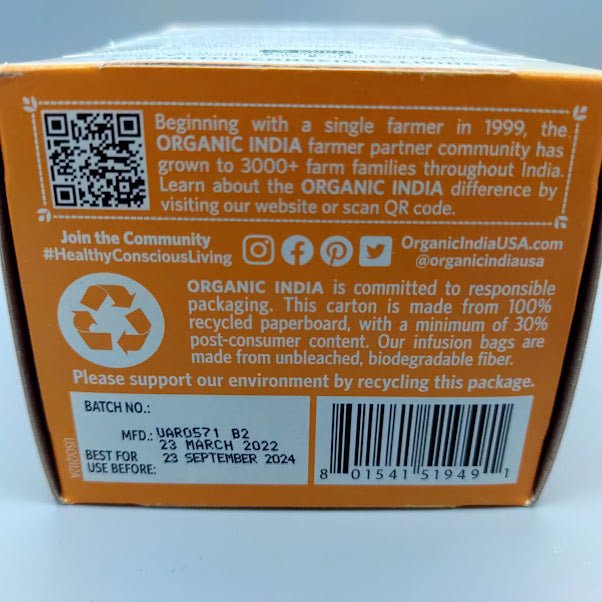 Beginning with a single farmer in 1999, the
ORGANIC INDIA farmer partner community has
grown to 3000+ farm families throughout India.
Learn about the ORGANIC INDIA difference by
visiting our website or scan QR code.
Join the Community
#HealthyConsciousLiving
OrganicIndiaUSA.com
@organicindiausa
ORGANIC INDIA is committed to responsible
packaging. This carton is made from 100%
recycled paperboard, with a minimum of 30%
post-consumer content. Our infusion bags are
made from unbleached, biodegradable fiber.
Please support our environment by recycling this package.
BATCH NO.:
UARO571 B2
MFD.: 23 MARCH 2022
BEST FOR 23 SEPTEMBER 2024
USE BEFORE:
8 01541 51949 1